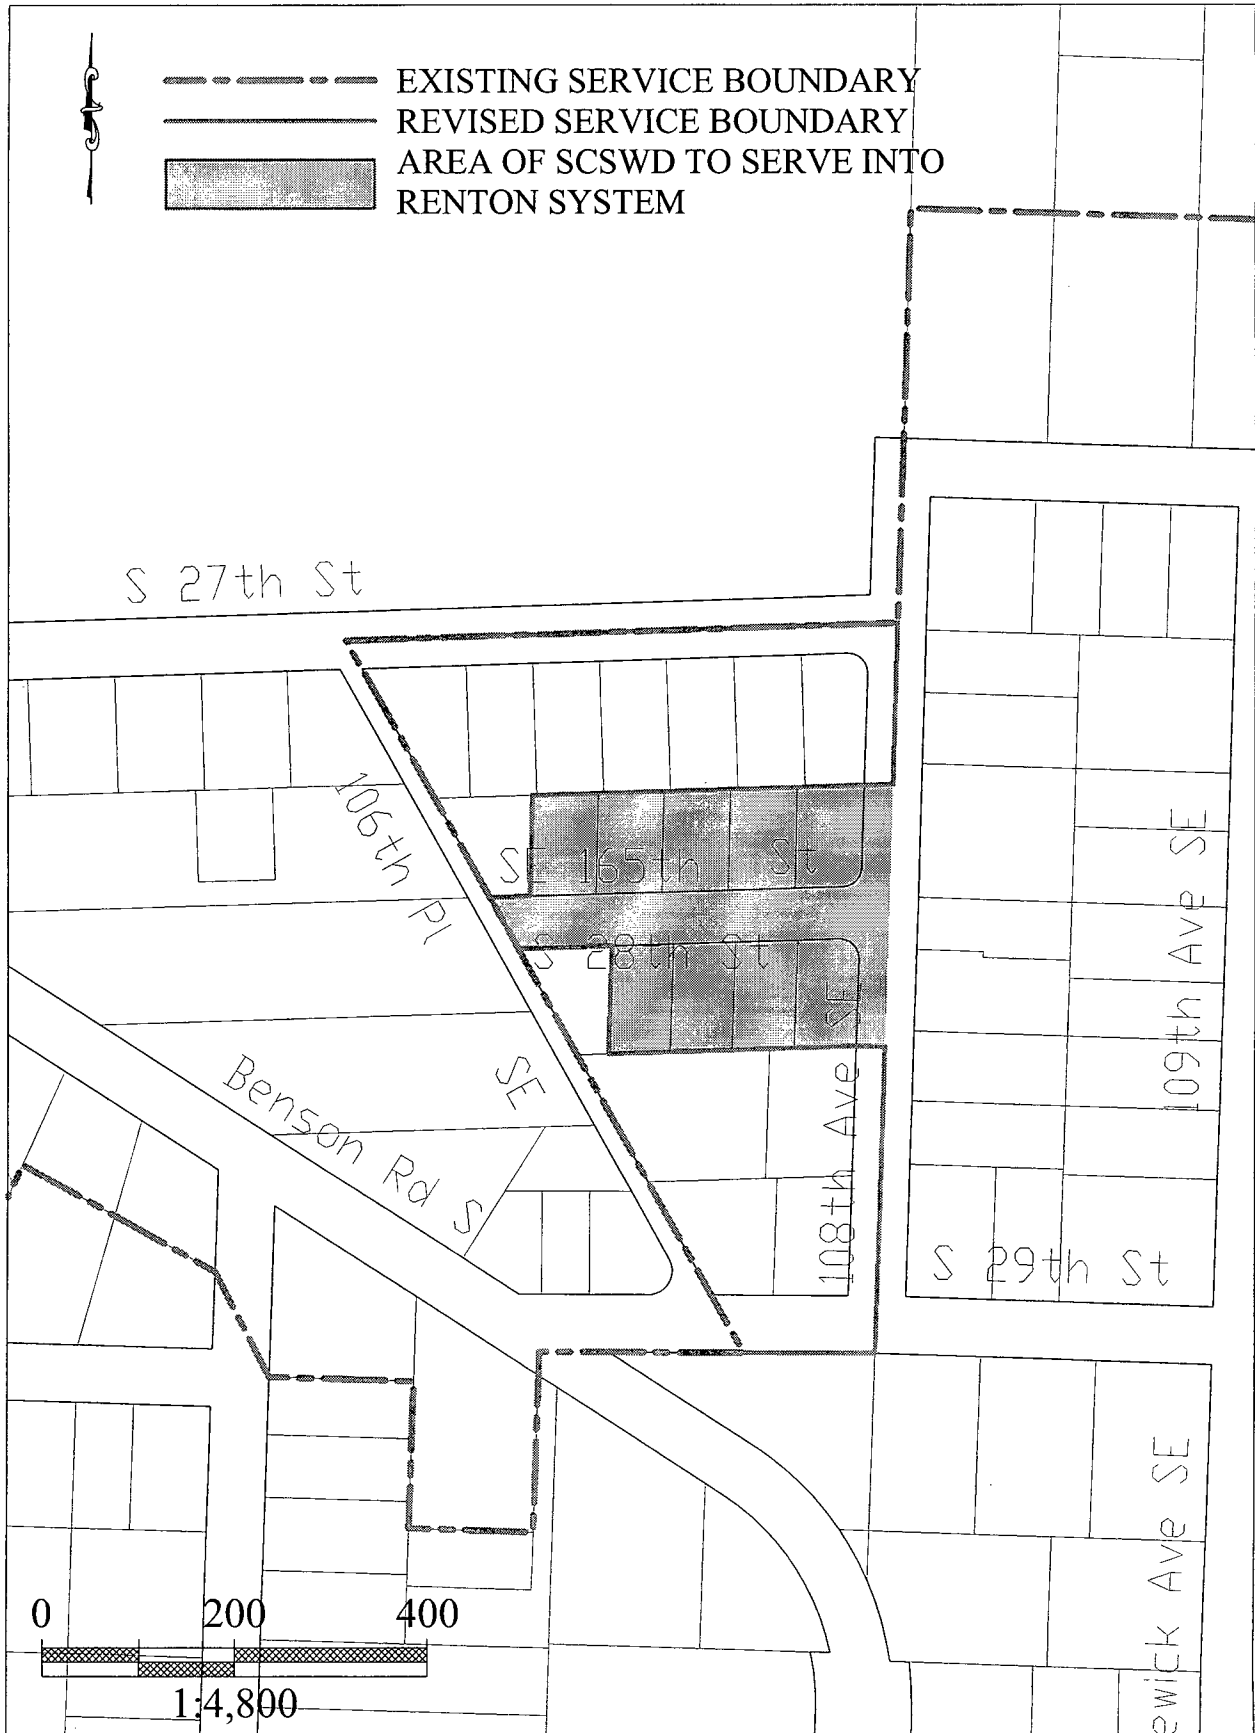 EXISTING SERVICE BOUNDARY
REVISED SERVICE BOUNDARY
AREA OF SCSWD TO SERVE INTO
RENTON SYSTEM
S 27th St
106th Pl SE
SE 165th St
S 28th St
108th Ave SE
109th Ave SE
Benson Rd S
S 29th St
ewick Ave SE
0 200 400
1:4,800